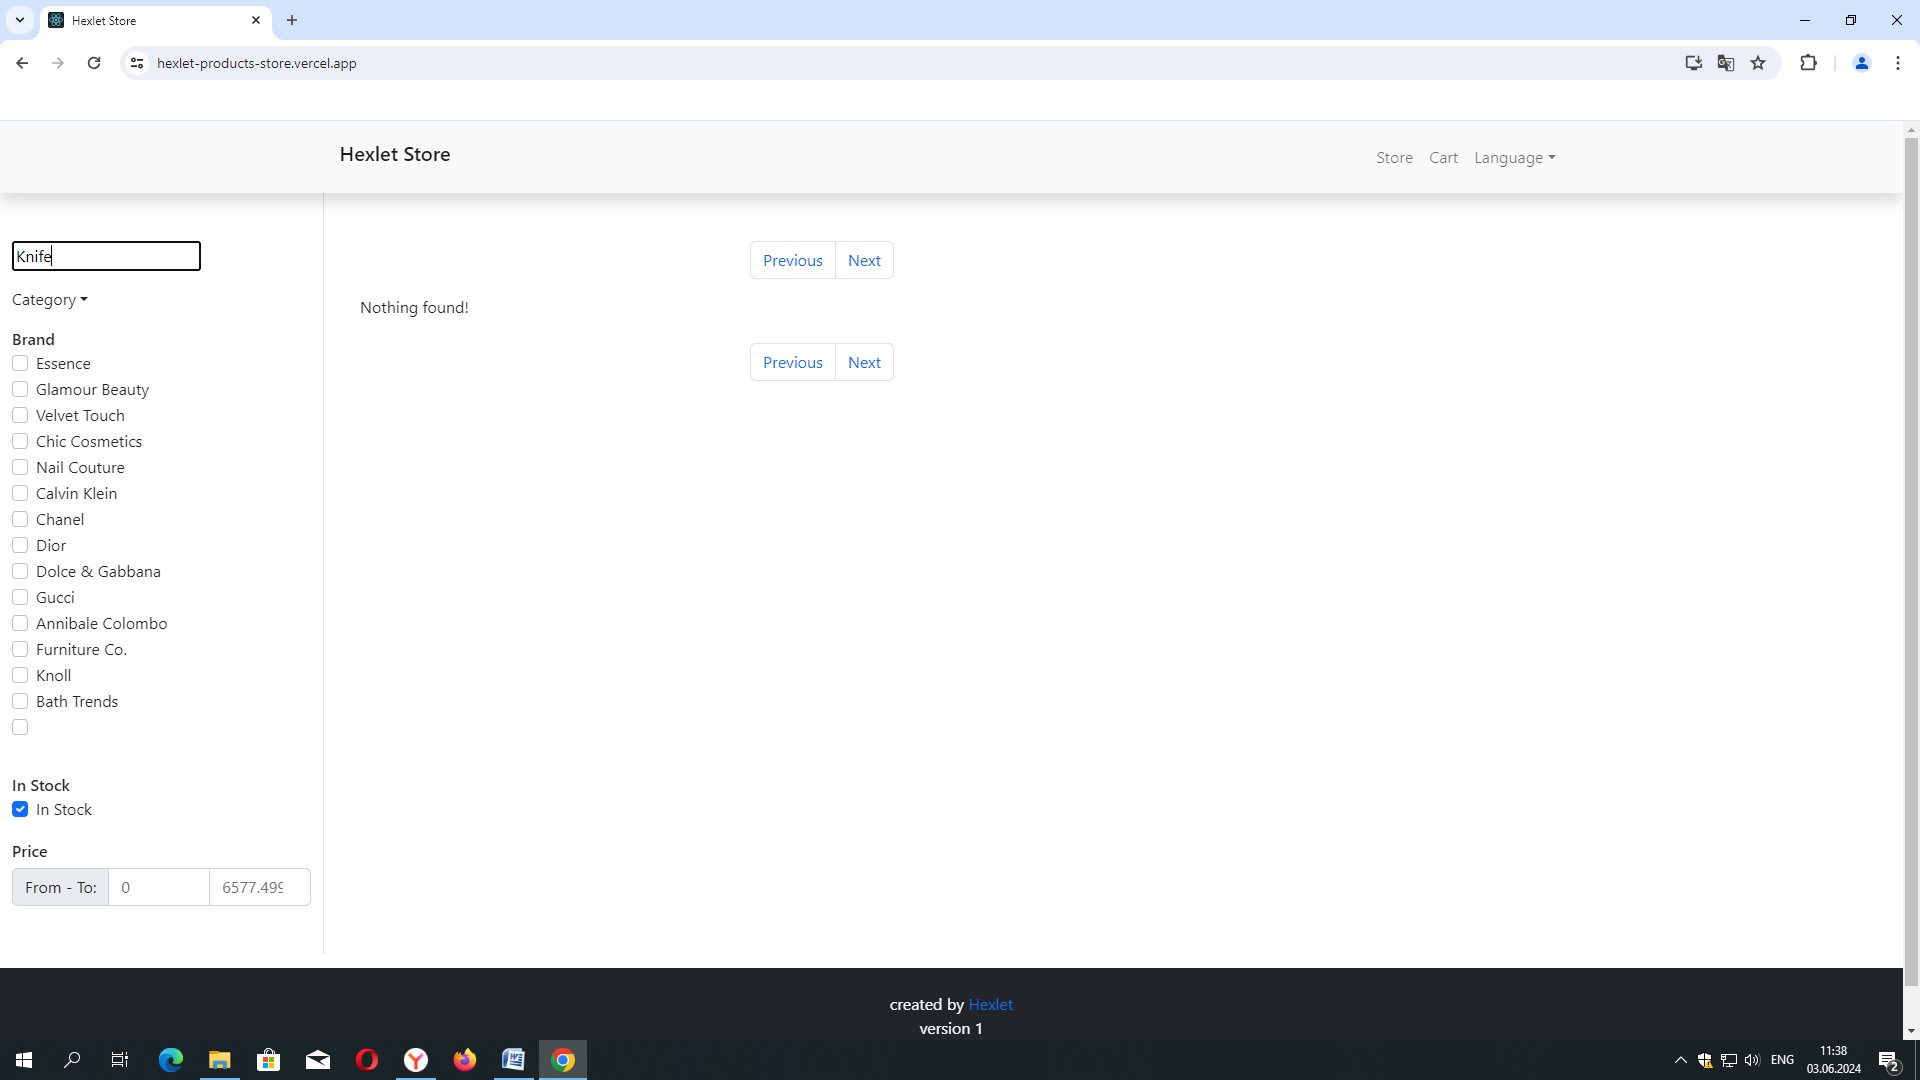 Hexlet Store
hexlet-products-store.vercel.app
Hexlet Store
Store Cart Language
Knife
Category
Brand
Essence
Glamour Beauty
Velvet Touch
Chic Cosmetics
Nail Couture
Calvin Klein
Chanel
Dior
Dolce & Gabbana
Gucci
Annibale Colombo
Furniture Co.
Knoll
Bath Trends
In Stock
In Stock
Price
From - To: 0 6577.499
Previous Next
Nothing found!
Previous Next
created by Hexlet
version 1
ENG
11:38
03.06.2024
2